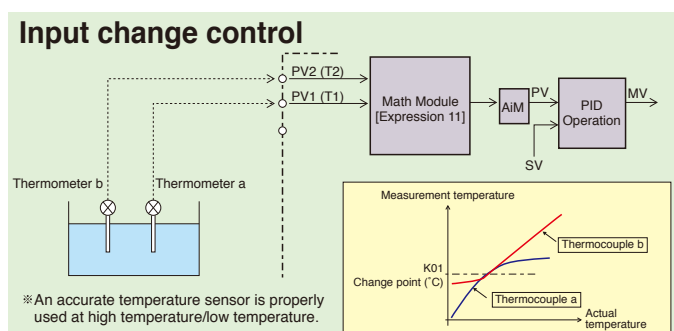 Input change control
PV2 (T2)
PV1 (T1)
Math Module
[Expression 11]
AiM
PV
SV
PID
Operation
MV
Thermometer b
Thermometer a
※An accurate temperature sensor is properly
used at high temperature/low temperature.
Measurement temperature
K01
Change point (˚C)
Thermocouple b
Thermocouple a
Actual
temperature